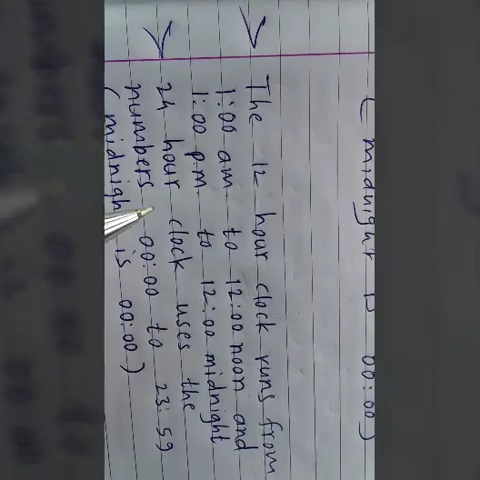 (midnight is 00:00)
The 12 hour clock runs from
1:00 am to 12:00 noon and
1:00 p.m. to 12:00 midnight
24 hour clock uses the
numbers 00:00 to 23:59
(midnigh is 00:00)